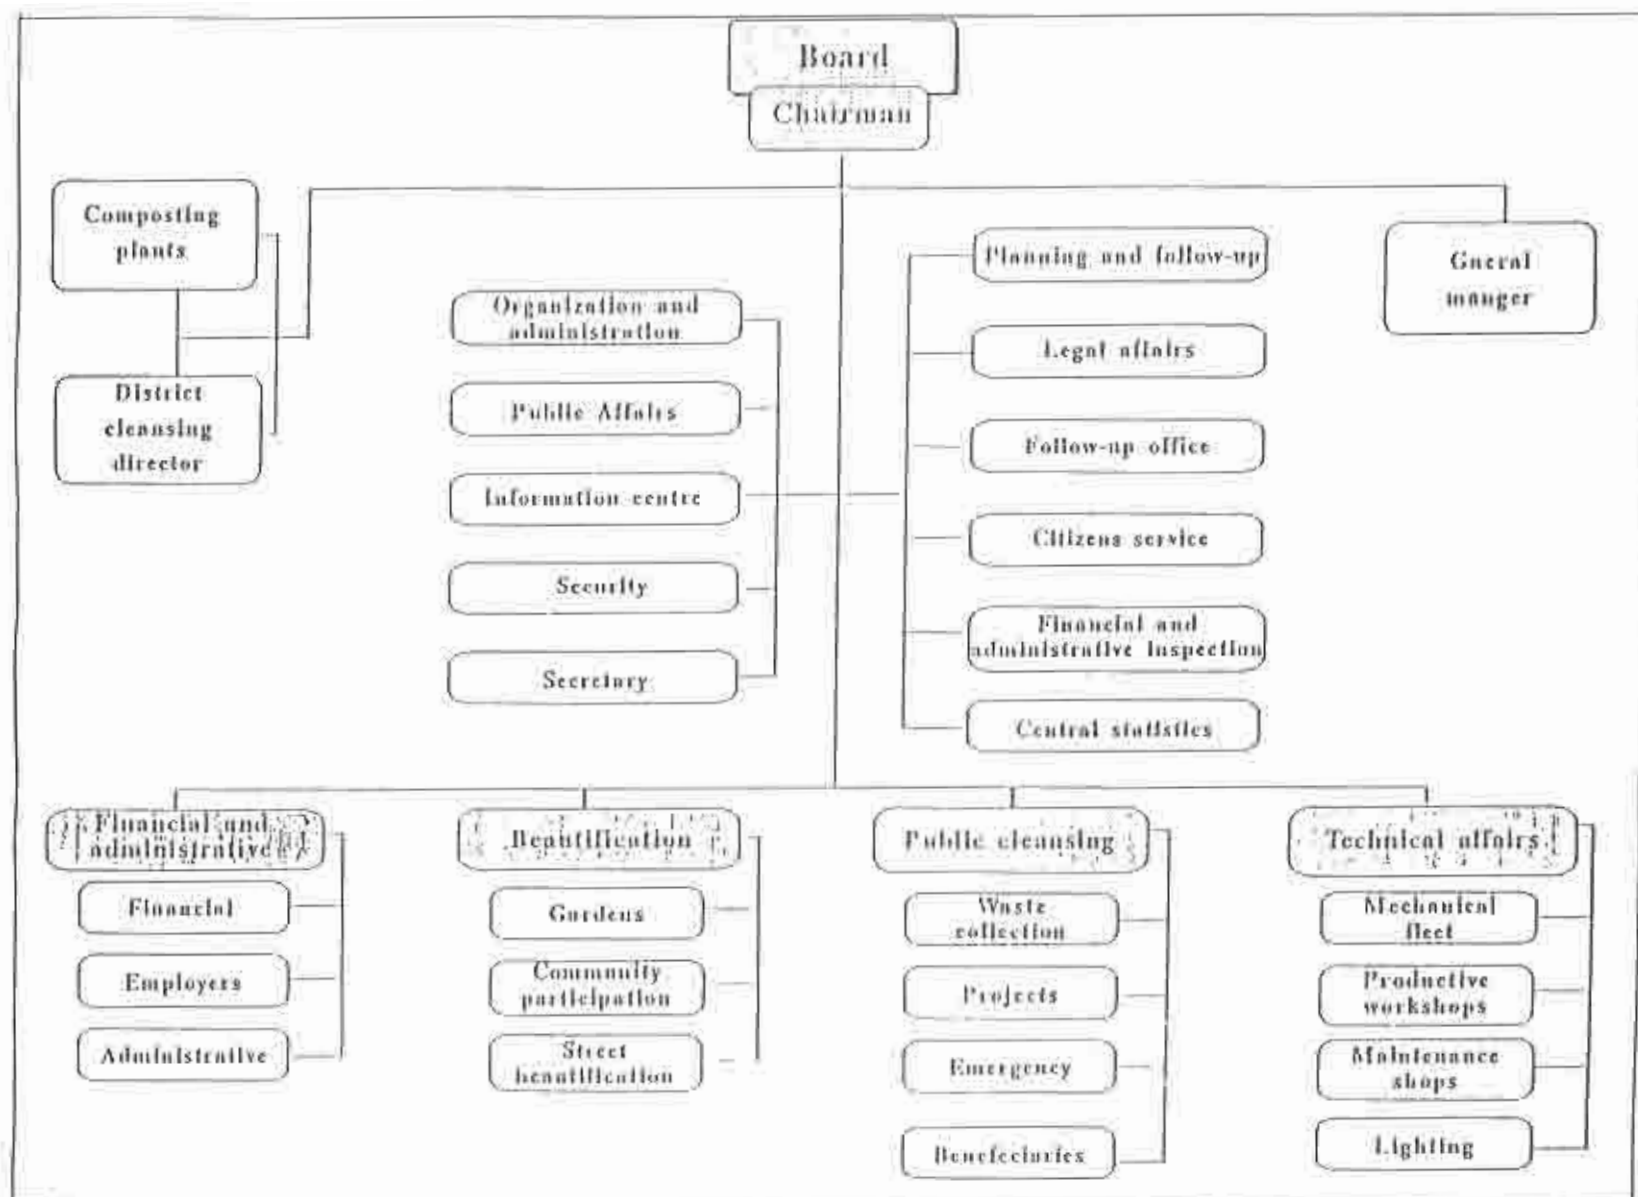 Board
Chairman
Composting
plants
District
cleansing
director
Gneral
manger
Organization and
administration
Public Affairs
Information centre
Security
Secretary
Planning and follow-up
Legal affairs
Follow-up office
Citizens service
Financial and
administrative inspection
Central statistics
Financial and
administrative
Financial
Employers
Administrative
Beautification
Gardens
Community
participation
Street
beautification
Public cleansing
Waste
collection
Projects
Emergency
Beneficiaries
Technical affairs
Mechanical
fleet
Productive
workshops
Maintenance
shops
Lighting